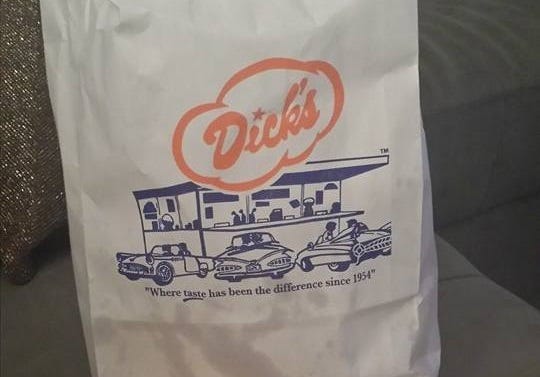 Dick's
TM
"Where taste has been the difference since 1954"